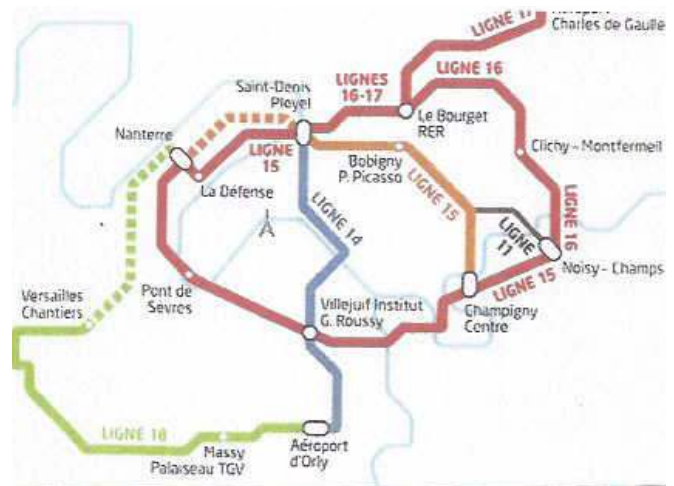 LIGNE 17
Aéroport
Charles de Gaulle
LIGNE 16
LIGNES
16-17
Saint-Denis
Pleyel
Le Bourget
RER
Nanterre
LIGNE
15
Bobigny
P. Picasso
Clichy - Montfermeil
La Défense
LIGNE 15
LIGNE 14
LIGNE
11
LIGNE 16
Noisy - Champs
LIGNE 15
Pont de
Sèvres
Versailles
Chantiers
Villejuif Institut
G. Roussy
Champigny
Centre
LIGNE 18
Massy
Palaiseau TGV
Aéroport
d'Orly